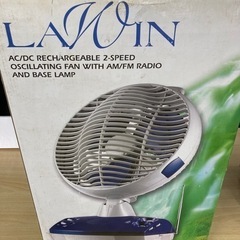 LAWIN
AC/DC RECHARGEABLE 2-SPEED
OSCILLATING FAN WITH AM/FM RADIO
AND BASE LAMP